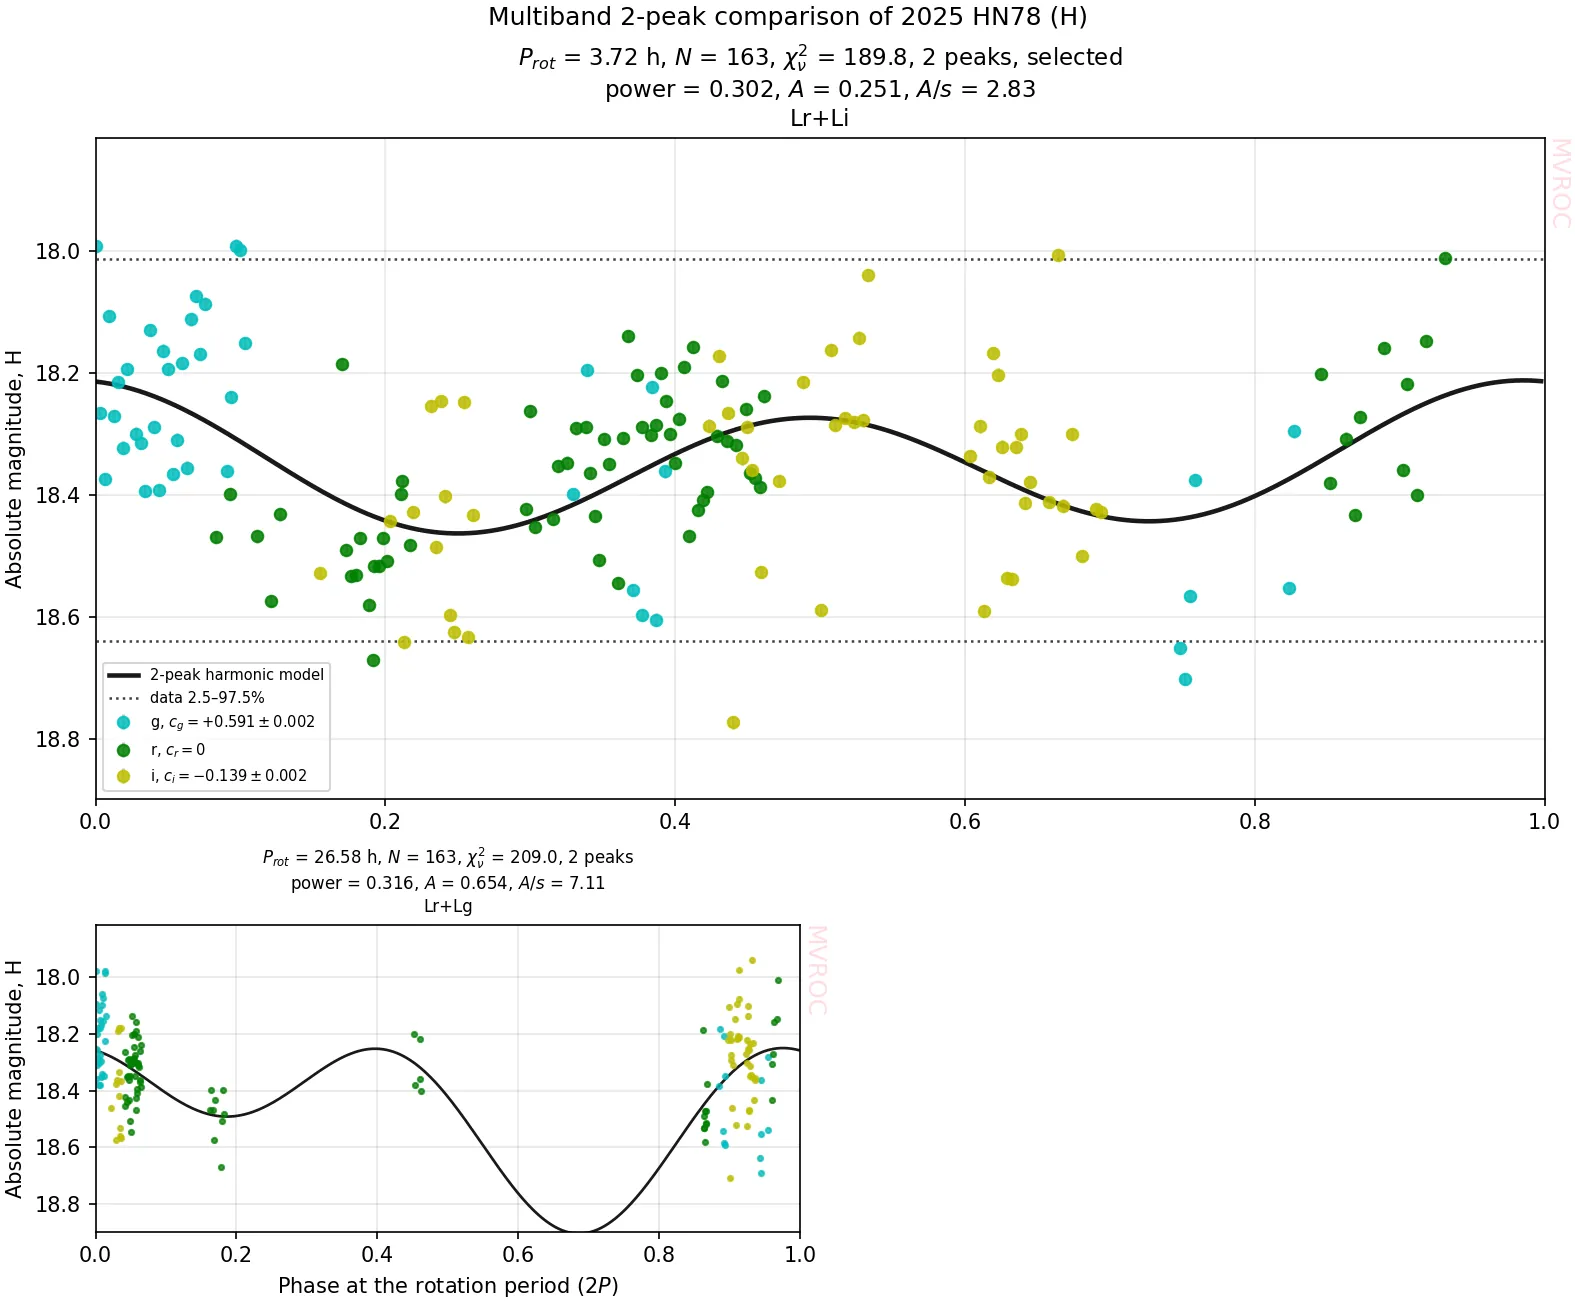 Multiband 2-peak comparison of 2025 HN78 (H)
P_rot = 3.72 h, N = 163, χ²_ν = 189.8, 2 peaks, selected
power = 0.302, A = 0.251, A/s = 2.83
Lr+Li
MVROC
Absolute magnitude, H
18.0
18.2
18.4
18.6
18.8
2-peak harmonic model
data 2.5–97.5%
g, c_g = +0.591 ± 0.002
r, c_r = 0
i, c_i = −0.139 ± 0.002
0.0 0.2 0.4 0.6 0.8 1.0
P_rot = 26.58 h, N = 163, χ²_ν = 209.0, 2 peaks
power = 0.316, A = 0.654, A/s = 7.11
Lr+Lg
MVROC
Absolute magnitude, H
18.0
18.2
18.4
18.6
18.8
0.0 0.2 0.4 0.6 0.8 1.0
Phase at the rotation period (2P)